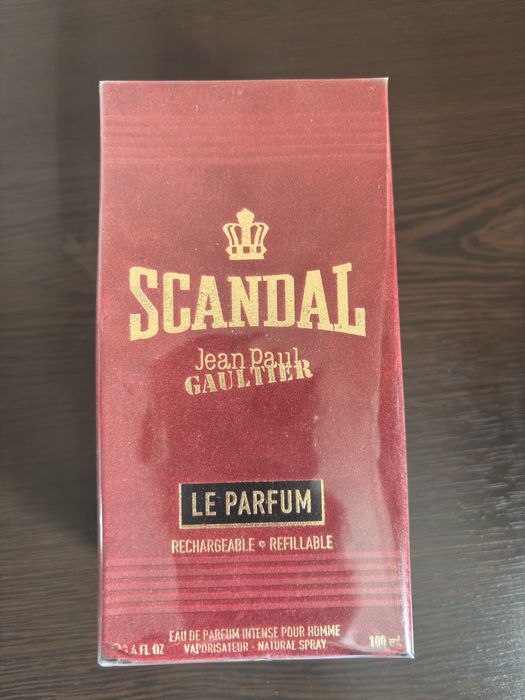 SCANDAL
Jean Paul
GAULTIER
LE PARFUM
RECHARGEABLE • REFILLABLE
EAU DE PARFUM INTENSE POUR HOMME
FL OZ VAPORISATEUR - NATURAL SPRAY 100 ml